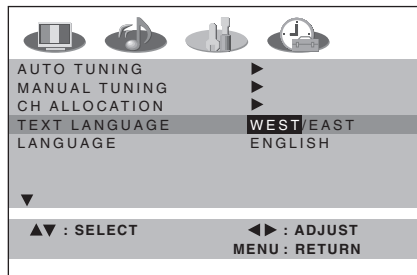 AUTO TUNING ▶
MANUAL TUNING ▶
CH ALLOCATION ▶
TEXT LANGUAGE WEST/EAST
LANGUAGE ENGLISH
▼
▲▼ : SELECT ◀▶ : ADJUST
MENU : RETURN